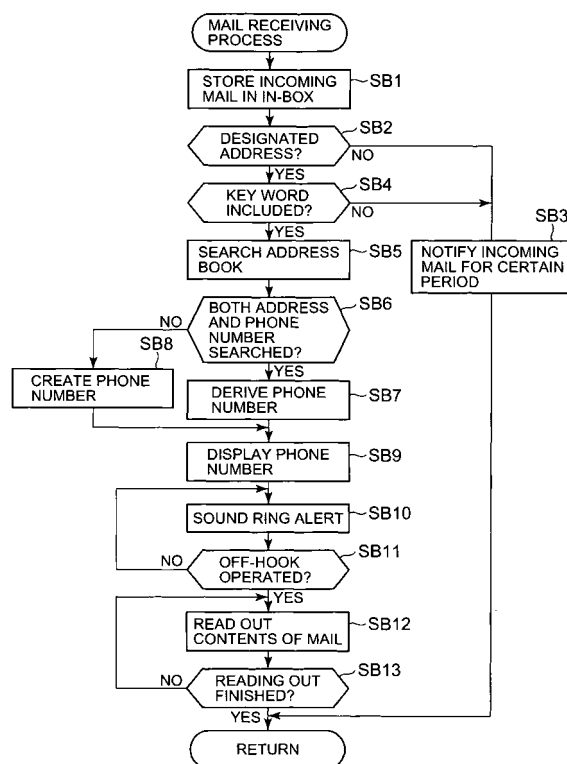 MAIL RECEIVING
PROCESS
STORE INCOMING
MAIL IN IN-BOX
SB1
DESIGNATED
ADDRESS?
SB2
NO
YES
KEY WORD
INCLUDED?
SB4
NO
YES
SEARCH ADDRESS
BOOK
SB5
NOTIFY INCOMING
MAIL FOR CERTAIN
PERIOD
SB3
BOTH ADDRESS
AND PHONE
NUMBER
SEARCHED?
SB6
NO
YES
CREATE PHONE
NUMBER
SB8
DERIVE PHONE
NUMBER
SB7
DISPLAY PHONE
NUMBER
SB9
SOUND RING ALERT
SB10
OFF-HOOK
OPERATED?
SB11
NO
YES
READ OUT
CONTENTS OF MAIL
SB12
READING OUT
FINISHED?
SB13
NO
YES
RETURN